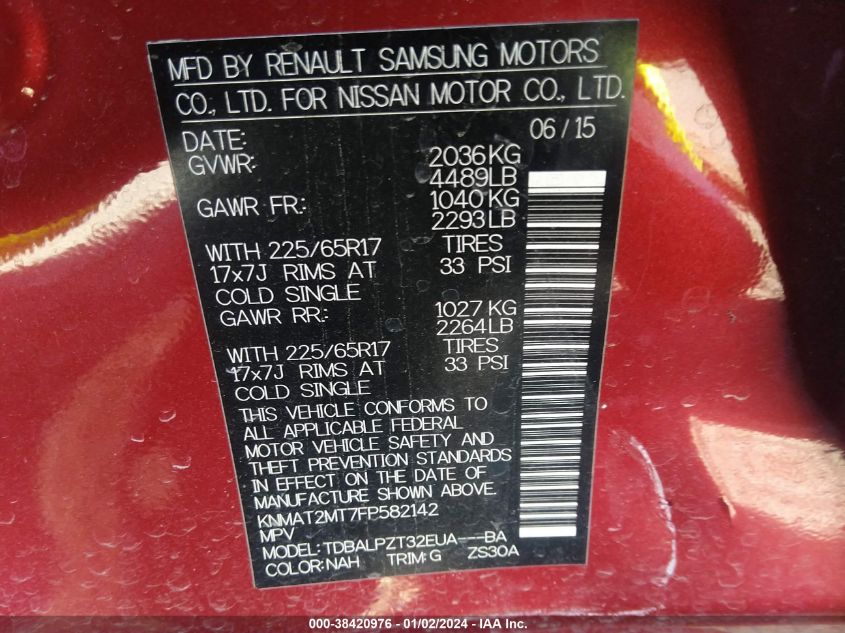 MFD BY RENAULT SAMSUNG MOTORS
CO., LTD. FOR NISSAN MOTOR CO., LTD.
DATE: 06/15
GVWR: 2036KG
4489LB
GAWR FR: 1040KG
2293LB
WITH 225/65R17 TIRES
17x7J RIMS AT 33 PSI
COLD SINGLE
GAWR RR: 1027KG
2264LB
WITH 225/65R17 TIRES
17x7J RIMS AT 33 PSI
COLD SINGLE
THIS VEHICLE CONFORMS TO
ALL APPLICABLE FEDERAL
MOTOR VEHICLE SAFETY AND
THEFT PREVENTION STANDARDS
IN EFFECT ON THE DATE OF
MANUFACTURE SHOWN ABOVE.
KNMAT2MT7FP582142
MPV
MODEL: TDBALPZT32EUA---BA
COLOR: NAH TRIM: G ZS30A
000-38420976 - 01/02/2024 - IAA Inc.